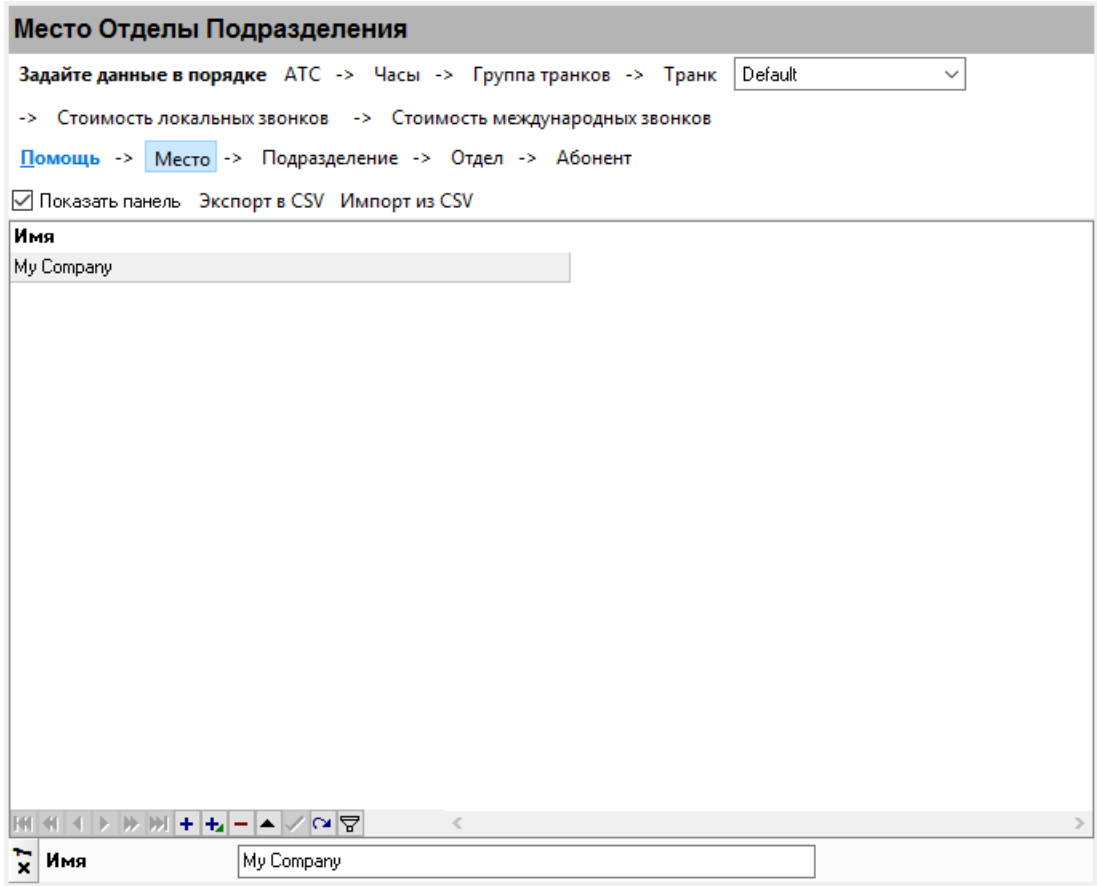 Место Отделы Подразделения
Задайте данные в порядке АТС -> Часы -> Группа транков -> Транк Default
-> Стоимость локальных звонков -> Стоимость международных звонков
Помощь -> Место -> Подразделение -> Отдел -> Абонент
Показать панель Экспорт в CSV Импорт из CSV
Имя
My Company
Имя My Company